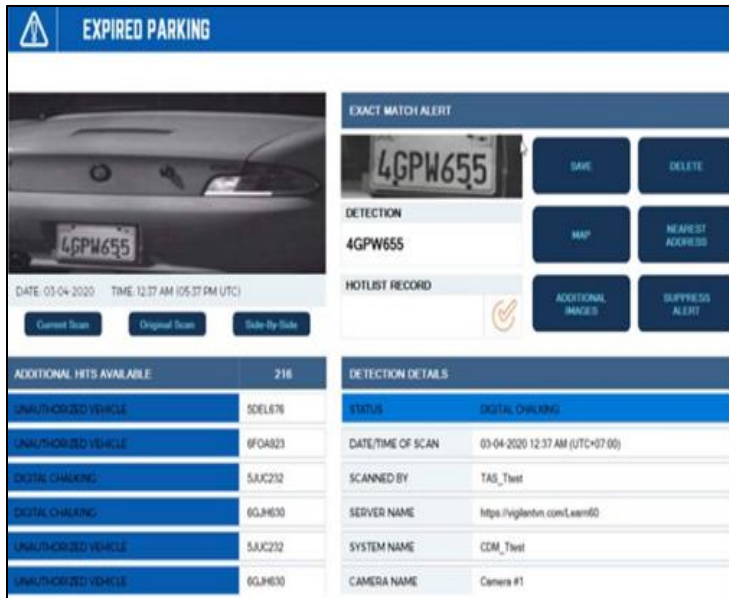 EXPIRED PARKING
4GPW655
DATE: 03-04-2020 TIME: 12:37 AM (05:37 PM UTC)
Current Scan
Original Scan
Side-By-Side
EXACT MATCH ALERT
4GPW655
DETECTION
4GPW655
HOTLIST RECORD
SAVE
DELETE
MAP
NEAREST
ADDRESS
ADDITIONAL
IMAGES
SUPPRESS
ALERT
ADDITIONAL HITS AVAILABLE 216
UNAUTHORIZED VEHICLE 5DEL676
UNAUTHORIZED VEHICLE 6FOA923
DIGITAL CHALKING 5JUC232
DIGITAL CHALKING 6GJH630
UNAUTHORIZED VEHICLE 5JUC232
UNAUTHORIZED VEHICLE 6GJH630
DETECTION DETAILS
STATUS DIGITAL CHALKING
DATE/TIME OF SCAN 03-04-2020 12:37 AM (UTC+07:00)
SCANNED BY TAS_Ttest
SERVER NAME https://vigilantvn.com/Learn60
SYSTEM NAME CDM_Ttest
CAMERA NAME Camera #1